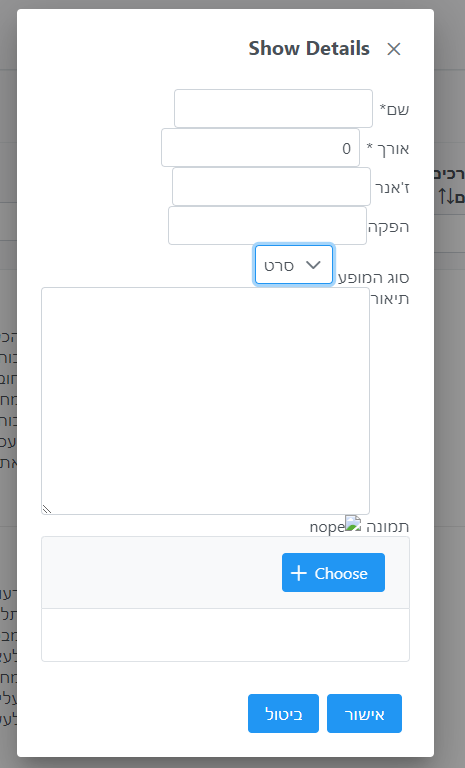 Show Details
שם*
אורך *
0
ז'אנר
הפקה
סוג המופע
סרט
תיאור
תמונה
nope
Choose
אישור
ביטול